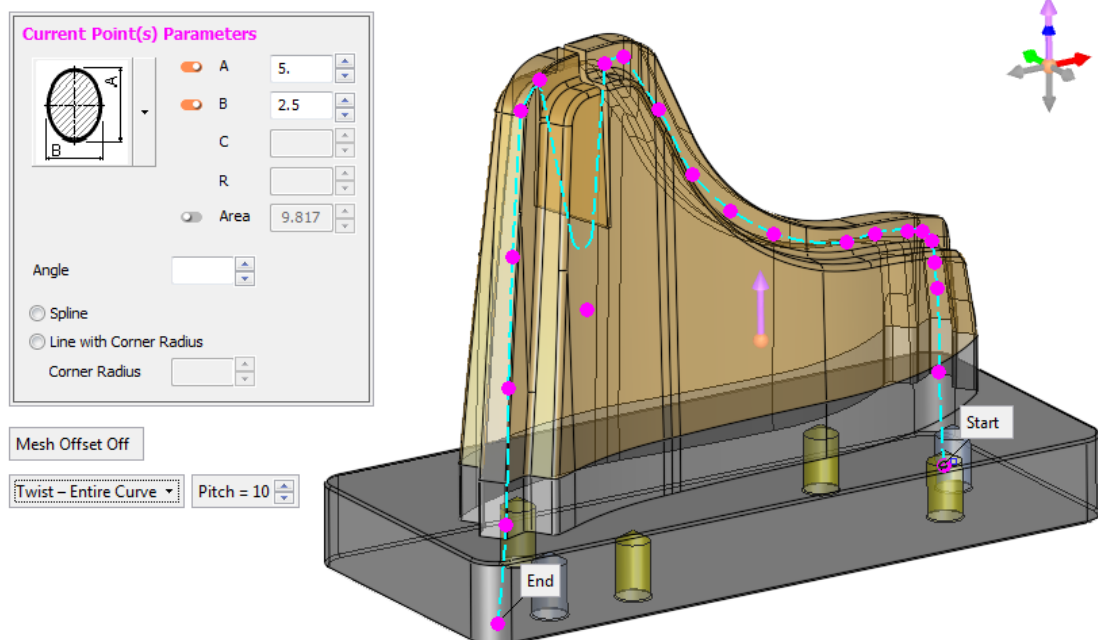 Current Point(s) Parameters
A 5.
B 2.5
C
R
Area 9.817
A
B
Angle
Spline
Line with Corner Radius
Corner Radius
Mesh Offset Off
Twist – Entire Curve
Pitch = 10
Start
End